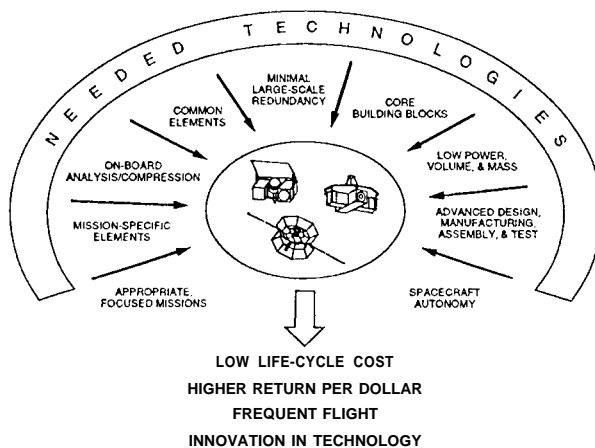 NEEDED TECHNOLOGIES
MINIMAL
LARGE-SCALE
REDUNDANCY
COMMON
ELEMENTS
CORE
BUILDING BLOCKS
ON-BOARD
ANALYSIS/COMPRESSION
LOW POWER,
VOLUME, & MASS
MISSION-SPECIFIC
ELEMENTS
ADVANCED DESIGN,
MANUFACTURING,
ASSEMBLY, & TEST
APPROPRIATE,
FOCUSED MISSIONS
SPACECRAFT
AUTONOMY
LOW LIFE-CYCLE COST
HIGHER RETURN PER DOLLAR
FREQUENT FLIGHT
INNOVATION IN TECHNOLOGY